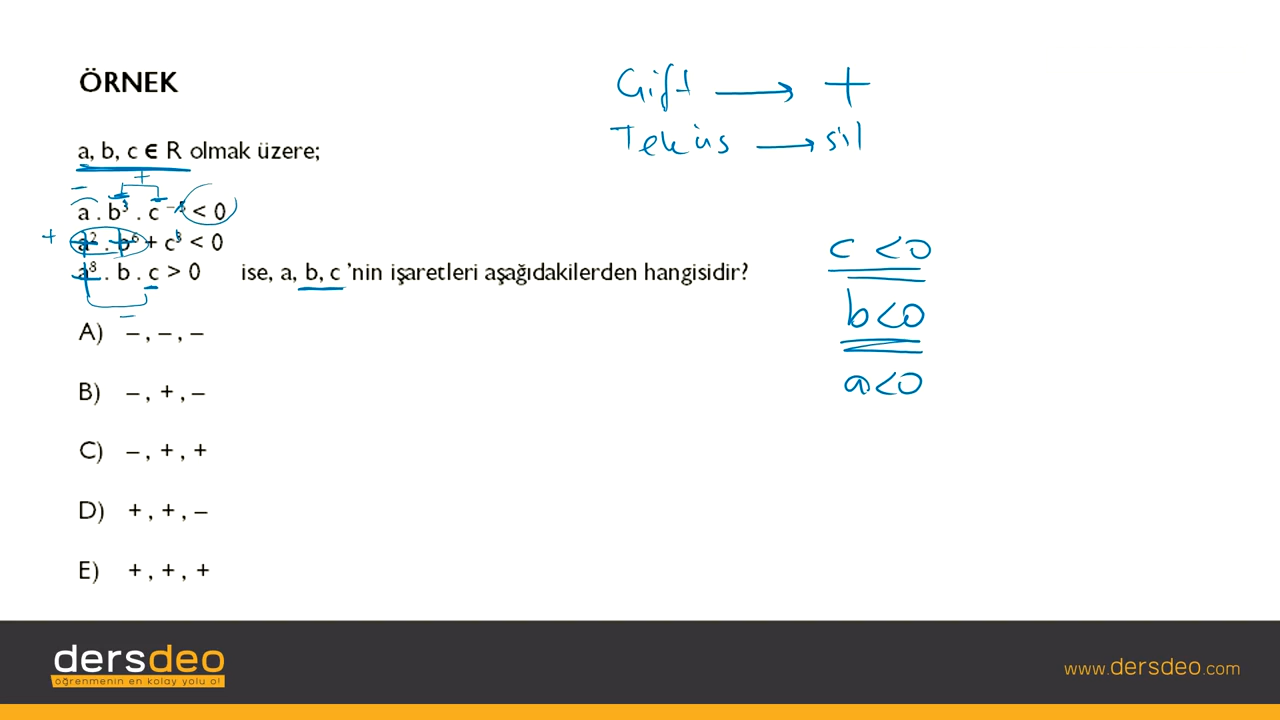 ÖRNEK
Çift → +
Tek üs → sil
a, b, c ∈ R olmak üzere;
+
−
a . b³ . c⁻⁵ < 0
+ a² . b⁶ + c³ < 0
a⁸ . b . c > 0 ise, a, b, c 'nin işaretleri aşağıdakilerden hangisidir?
−
c < 0
b < 0
a < 0
A) – , – , –
B) – , + , –
C) – , + , +
D) + , + , –
E) + , + , +
dersdeo
öğrenmenin en kolay yolu o!
www.dersdeo.com